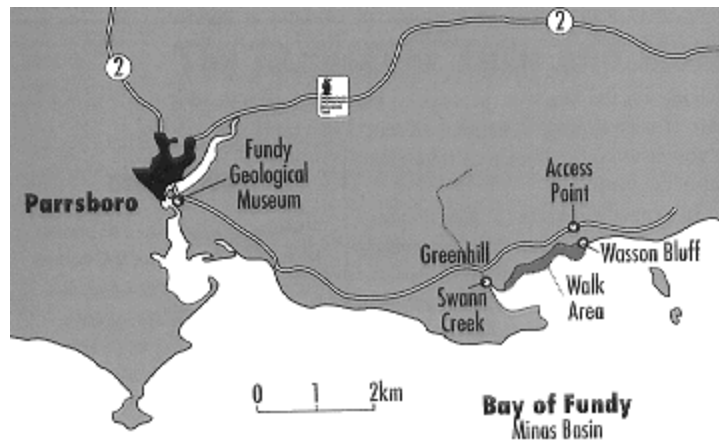 2
2
Fundy
Geological
Museum
Parrsboro
Access
Point
Greenhill
Wasson Bluff
Swann
Creek
Walk
Area
0 1 2km
Bay of Fundy
Minas Basin